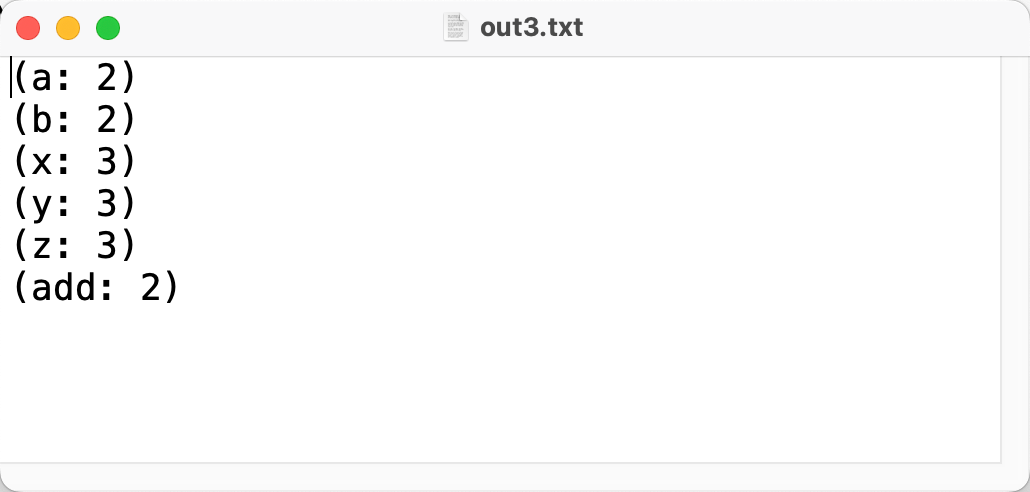 out3.txt
(a: 2)
(b: 2)
(x: 3)
(y: 3)
(z: 3)
(add: 2)